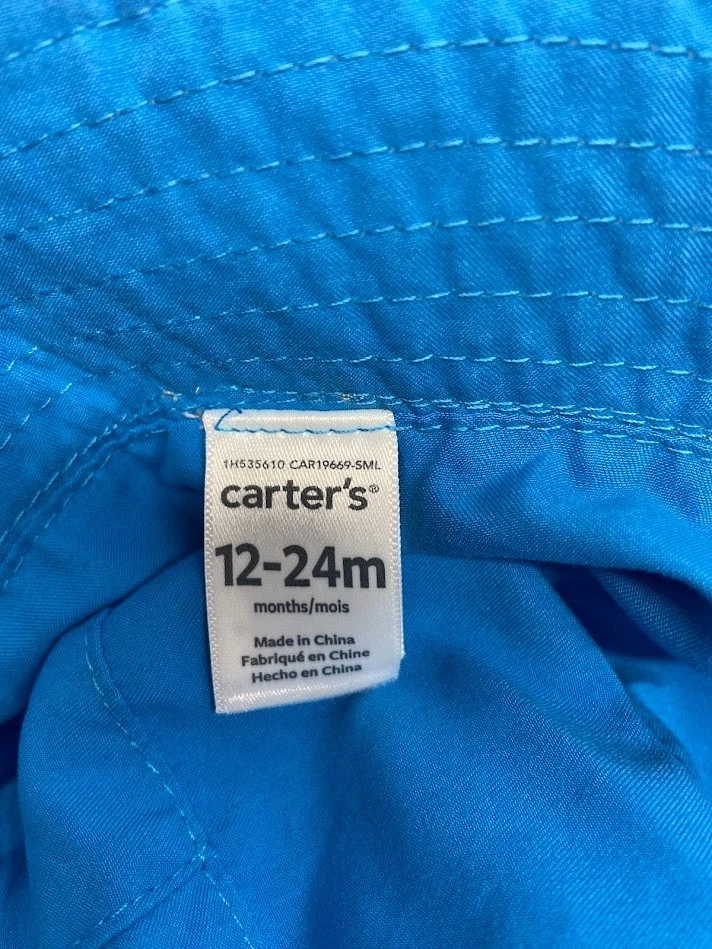 1H535610 CAR19669-SML
carter's®
12-24m
months/mois
Made in China
Fabriqué en Chine
Hecho en China